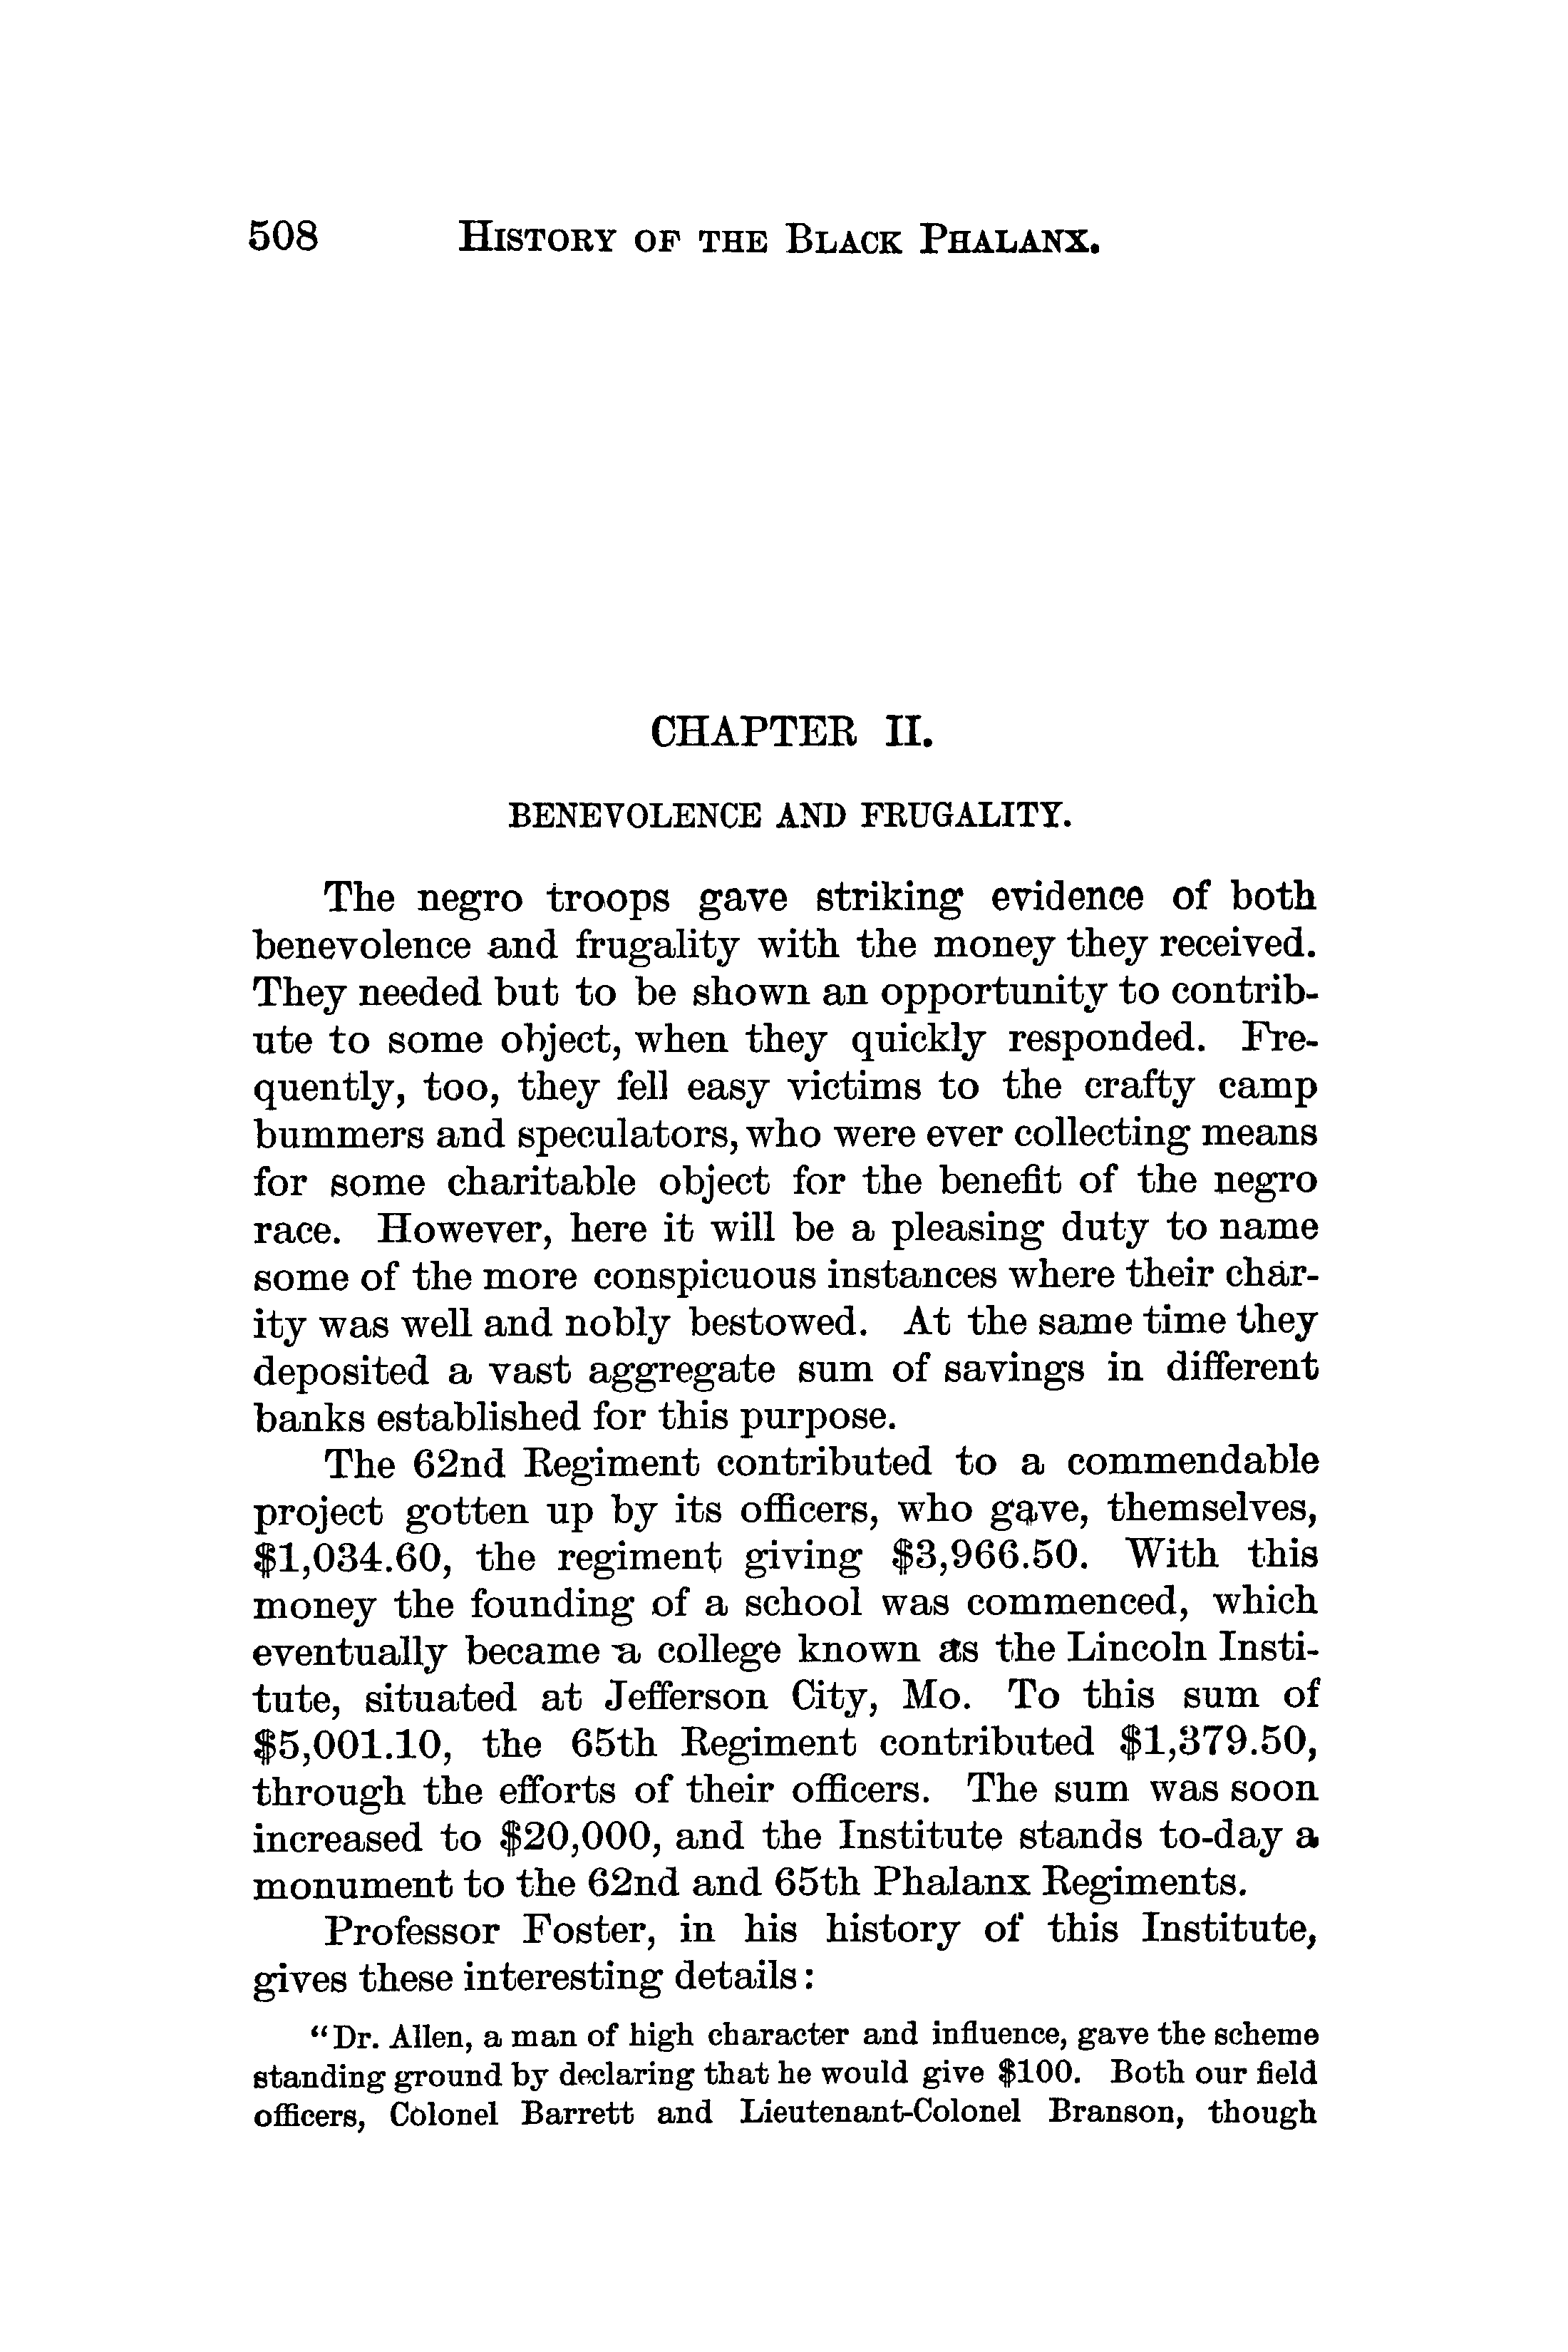 508 HISTORY OF THE BLACK PHALANX.
CHAPTER II.
BENEVOLENCE AND FRUGALITY.
The negro troops gave striking evidence of both
benevolence and frugality with the money they received.
They needed but to be shown an opportunity to contrib-
ute to some object, when they quickly responded. Fre-
quently, too, they fell easy victims to the crafty camp
bummers and speculators, who were ever collecting means
for some charitable object for the benefit of the negro
race. However, here it will be a pleasing duty to name
some of the more conspicuous instances where their char-
ity was well and nobly bestowed. At the same time they
deposited a vast aggregate sum of savings in different
banks established for this purpose.
The 62nd Regiment contributed to a commendable
project gotten up by its officers, who gave, themselves,
$1,034.60, the regiment giving $3,966.50. With this
money the founding of a school was commenced, which
eventually became a college known as the Lincoln Insti-
tute, situated at Jefferson City, Mo. To this sum of
$5,001.10, the 65th Regiment contributed $1,379.50,
through the efforts of their officers. The sum was soon
increased to $20,000, and the Institute stands to-day a
monument to the 62nd and 65th Phalanx Regiments.
Professor Foster, in his history of this Institute,
gives these interesting details:
"Dr. Allen, a man of high character and influence, gave the scheme
standing ground by declaring that he would give $100. Both our field
officers, Colonel Barrett and Lieutenant-Colonel Branson, though